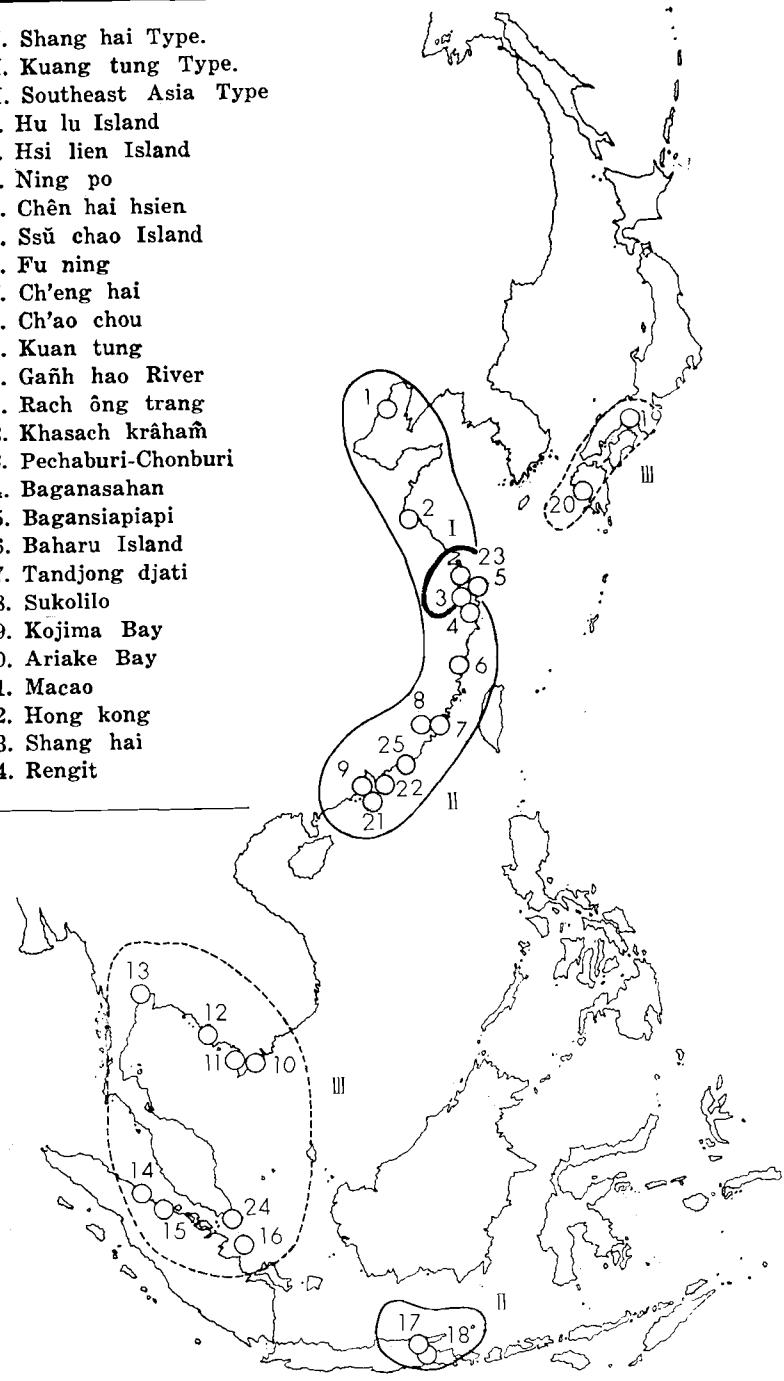 . Shang hai Type.
. Kuang tung Type.
. Southeast Asia Type
. Hu lu Island
. Hsi lien Island
. Ning po
. Chên hai hsien
. Ssŭ chao Island
. Fu ning
. Ch'eng hai
. Ch'ao chou
. Kuan tung
. Gañh hao River
. Rach ông trang
. Khasach krâham̂
. Pechaburi-Chonburi
. Baganasahan
. Bagansiapiapi
. Baharu Island
. Tandjong djati
. Sukolilo
. Kojima Bay
. Ariake Bay
. Macao
. Hong kong
. Shang hai
. Rengit
1
19
20
III
2
I
23
5
3
4
6
8
7
25
9
22
21
II
13
12
11
10
III
14
15
24
16
II
17
18